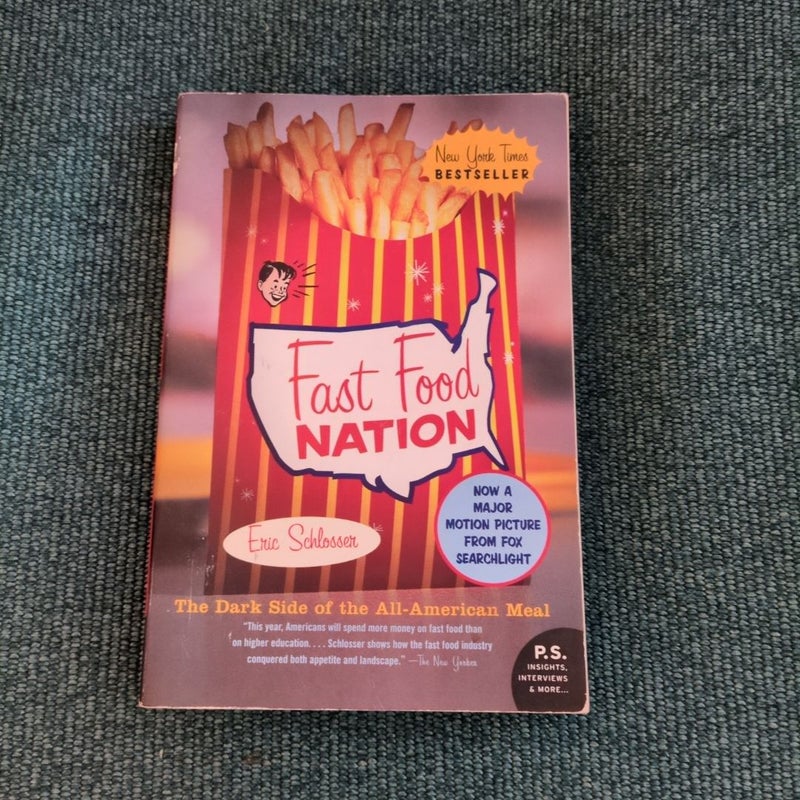 New York Times
BESTSELLER
Fast Food
NATION
NOW A
MAJOR
MOTION PICTURE
FROM FOX
SEARCHLIGHT
Eric Schlosser
The Dark Side of the All-American Meal
"This year, Americans will spend more money on fast food than
on higher education. . . . Schlosser shows how the fast food industry
conquered both appetite and landscape." —The New Yorker
P.S.
INSIGHTS,
INTERVIEWS
& MORE...